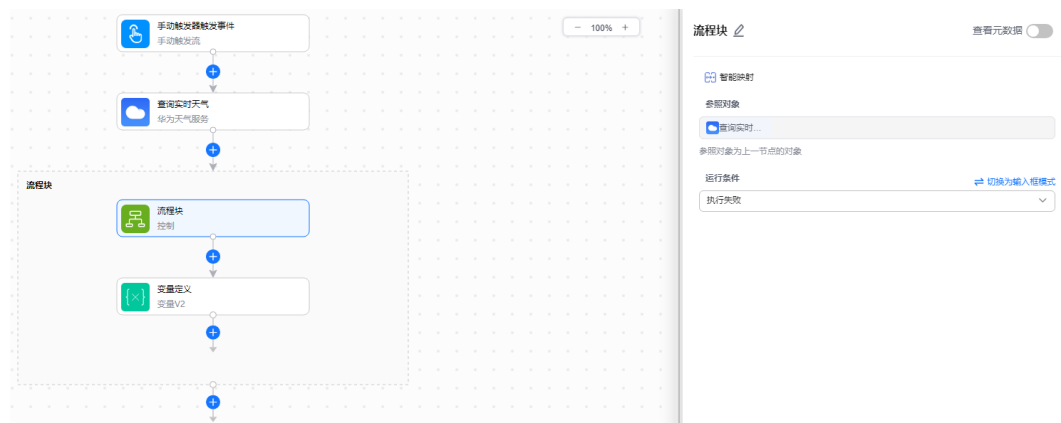 手动触发器触发事件
手动触发流
− 100% +
查询实时天气
华为天气服务
流程块
流程块
控制
变量定义
变量V2
流程块
查看元数据
智能映射
参照对象
查询实时...
参照对象为上一节点的对象
运行条件
切换为输入框模式
执行失败